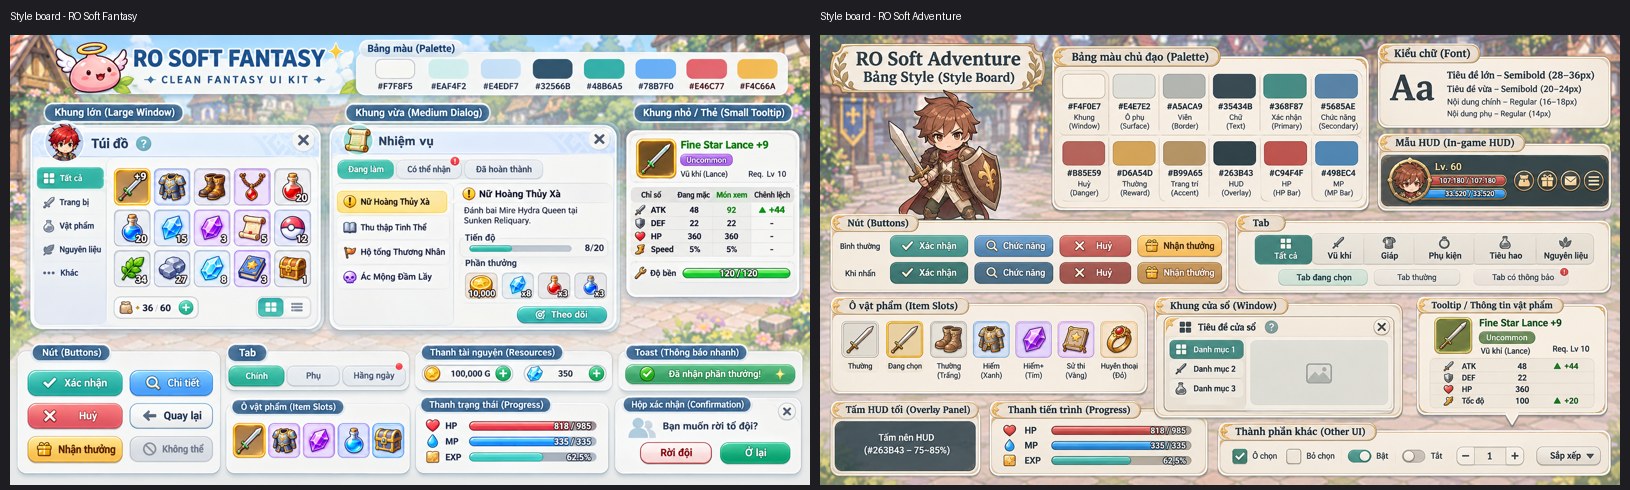 Style board - RO Soft Fantasy
RO SOFT FANTASY
CLEAN FANTASY UI KIT
Bảng màu (Palette)
#F7F8F5 #EAF4F2 #E4EDF7 #32566B #48B6A5 #78B7F0 #E46C77 #F4C66A
Khung lớn (Large Window)
Túi đồ ?
Tất cả
Trang bị
Vật phẩm
Nguyên liệu
Khác
+9
20
20 15 3 5 12
34 27 8 3 1
36 / 60
Khung vừa (Medium Dialog)
Nhiệm vụ
Đang làm Có thể nhận Đã hoàn thành
Nữ Hoàng Thủy Xà
Thu thập Tinh Thể
Hộ tống Thương Nhân
Ác Mộng Đầm Lầy
Nữ Hoàng Thủy Xà
Đánh bại Mire Hydra Queen tại
Sunken Reliquary.
Tiến độ
8/20
Phần thưởng
10,000 x8 x3 x3
Theo dõi
Khung nhỏ / Thẻ (Small Tooltip)
Fine Star Lance +9
Uncommon
Vũ khí (Lance) Req. Lv 10
Chỉ số Đang mặc Món xem Chênh lệch
ATK 48 92 ▲ +44
DEF 22 22 -
HP 360 360 -
Speed 5% 5% -
Độ bền 120 / 120
Nút (Buttons)
Xác nhận Chi tiết
Huỷ Quay lại
Nhận thưởng Không thể
Tab
Chính Phụ Hằng ngày
Ô vật phẩm (Item Slots)
Thanh tài nguyên (Resources)
100,000 G 350
Thanh trạng thái (Progress)
HP 818 / 985
MP 335 / 335
EXP 62,5%
Toast (Thông báo nhanh)
Đã nhận phần thưởng!
Hộp xác nhận (Confirmation)
Bạn muốn rời tổ đội?
Rời đội Ở lại
Style board - RO Soft Adventure
RO Soft Adventure
Bảng Style (Style Board)
Bảng màu chủ đạo (Palette)
#F4F0E7 #E4E7E2 #A5ACA9 #35434B #368F87 #5685AE
Khung Ô phụ Viền Chữ Xác nhận Chức năng
(Window) (Surface) (Border) (Text) (Primary) (Secondary)
#B85E59 #D6A54D #B99A65 #263B43 #C94F4F #498EC4
Huỷ Thường Trang trí HUD HP MP
(Danger) (Reward) (Accent) (Overlay) (HP Bar) (MP Bar)
Kiểu chữ (Font)
Aa
Tiêu đề lớn – Semibold (28–36px)
Tiêu đề vừa – Semibold (20–24px)
Nội dung chính – Regular (16–18px)
Nội dung phụ – Regular (14px)
Mẫu HUD (In-game HUD)
Lv. 60
107.180 / 107.180
33.520 / 33.520
Nút (Buttons)
Bình thường Xác nhận Chức năng Huỷ Nhận thưởng
Khi nhấn Xác nhận Chức năng Huỷ Nhận thưởng
Tab
Tất cả Vũ khí Giáp Phụ kiện Tiêu hao Nguyên liệu
Tab đang chọn Tab thường Tab có thông báo
Ô vật phẩm (Item Slots)
Thường Đang chọn Thường Hiếm Hiếm+ Sử thi Huyền thoại
(Trắng) (Xanh) (Tím) (Vàng) (Đỏ)
Khung cửa sổ (Window)
Tiêu đề cửa sổ ?
Danh mục 1
Danh mục 2
Danh mục 3
Tooltip / Thông tin vật phẩm
Fine Star Lance +9
Uncommon
Vũ khí (Lance) Req. Lv 10
ATK 48 ▲ +44
DEF 22
HP 360
Tốc độ 100 ▲ +20
Tấm HUD tối (Overlay Panel)
Tấm nền HUD
(#263B43 – 75~85%)
Thanh tiến trình (Progress)
HP 818 / 985
MP 335 / 335
EXP 62,5%
Thành phần khác (Other UI)
Ô chọn Bỏ chọn Bật Tắt − 1 + Sắp xếp